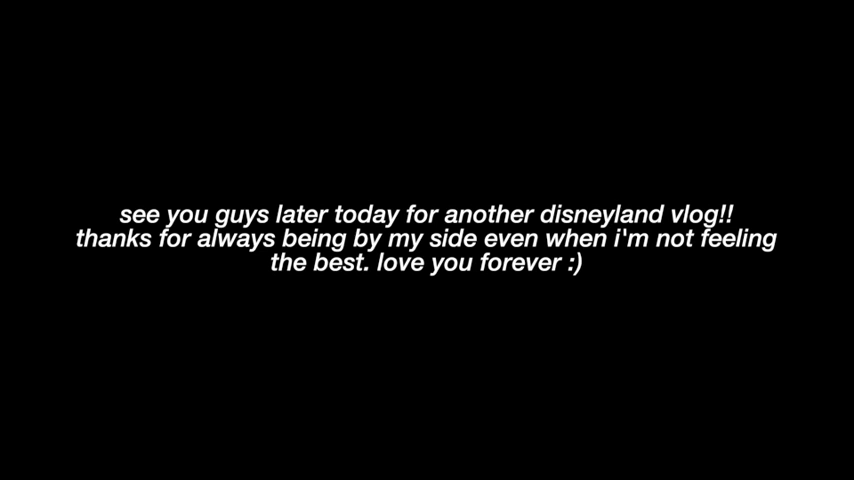 see you guys later today for another disneyland vlog!!
thanks for always being by my side even when i'm not feeling
the best. love you forever :)